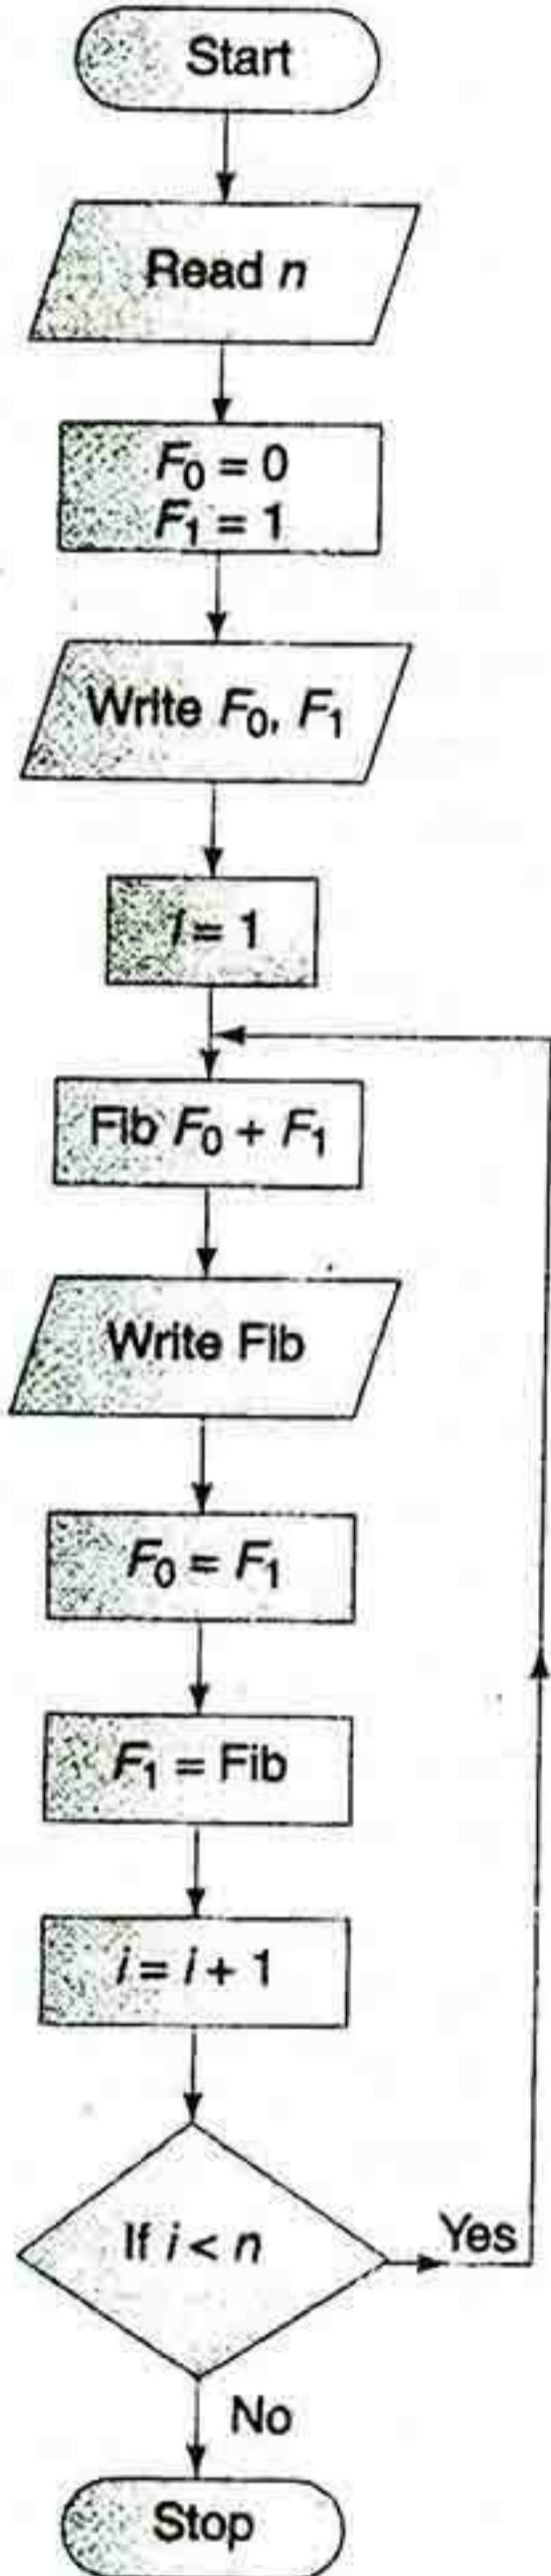 Start
Read n
F₀ = 0
F₁ = 1
Write F₀, F₁
i = 1
Fib F₀ + F₁
Write Fib
F₀ = F₁
F₁ = Fib
i = i + 1
If i < n
Yes
No
Stop